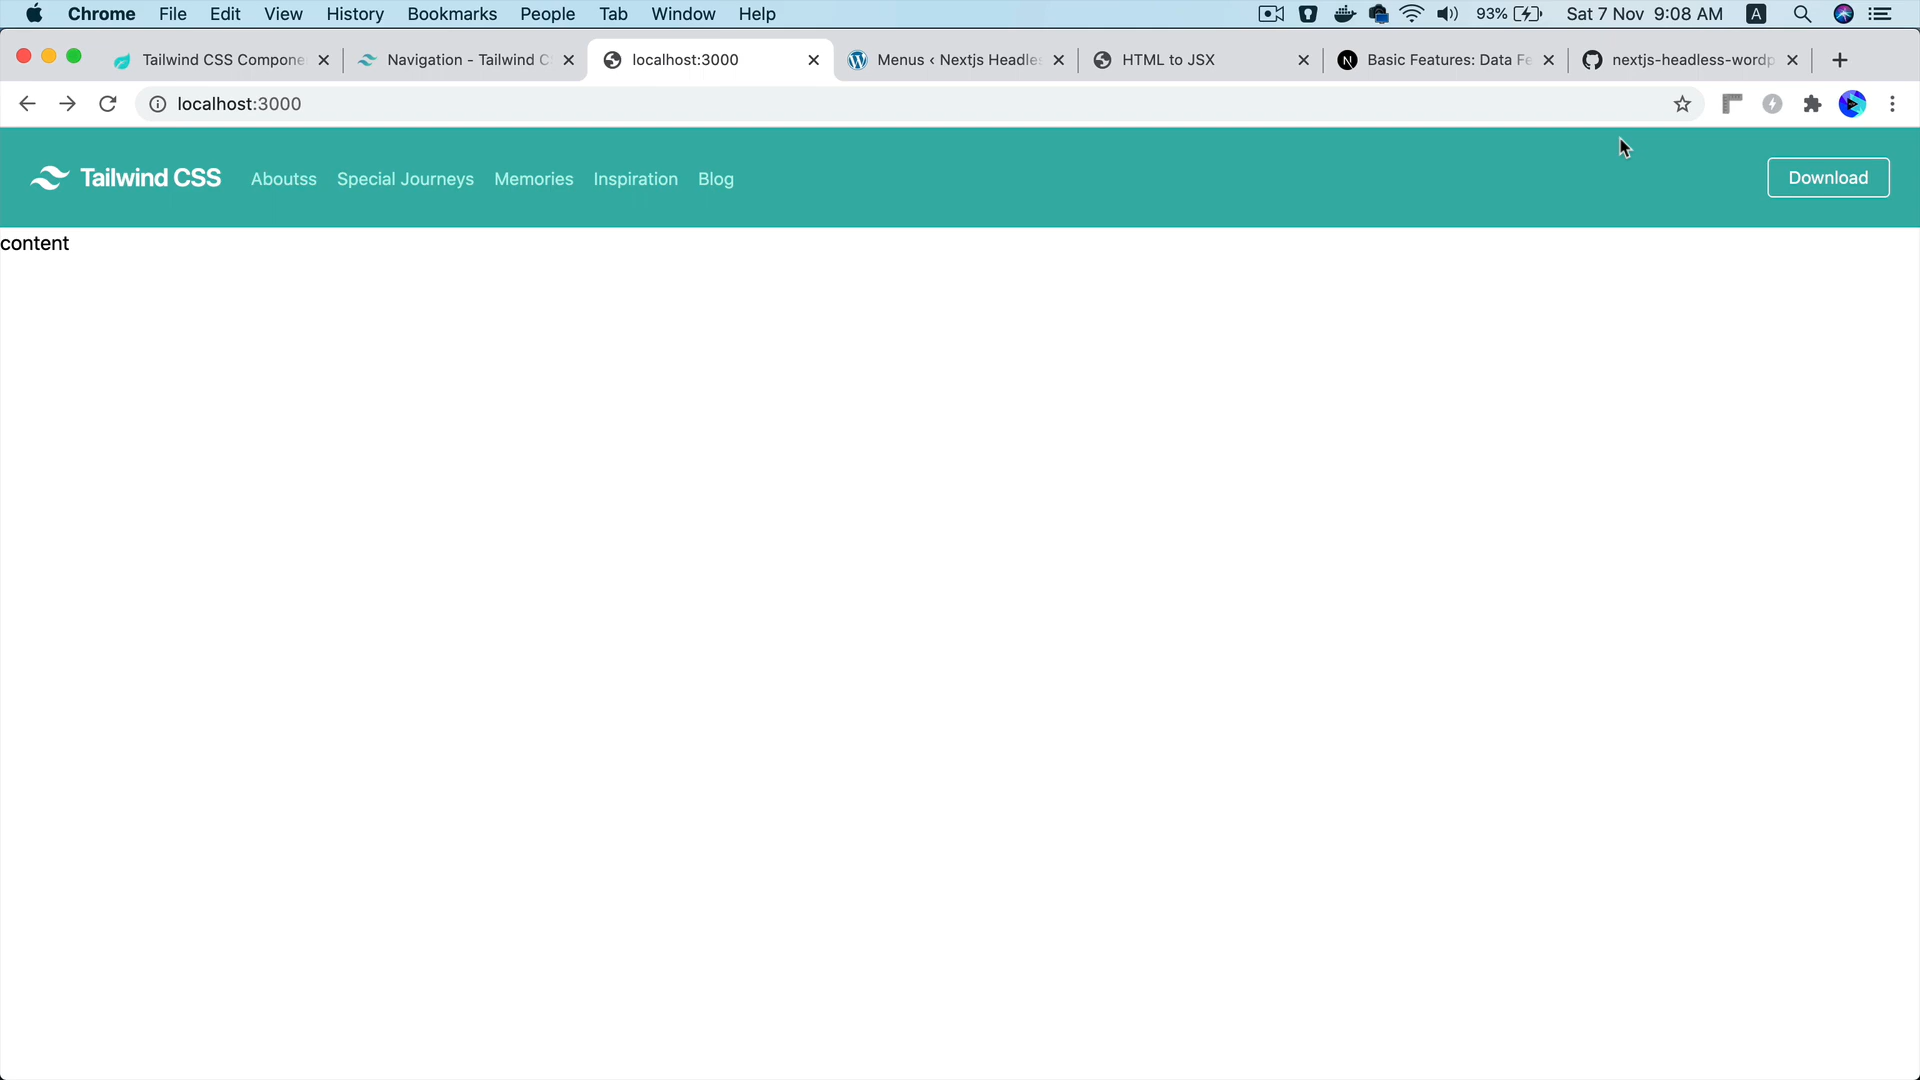 Chrome File Edit View History Bookmarks People Tab Window Help 93% Sat 7 Nov 9:08 AM A
Tailwind CSS Compone Navigation - Tailwind C localhost:3000 Menus ‹ Nextjs Headles HTML to JSX Basic Features: Data Fe nextjs-headless-wordp
localhost:3000
Tailwind CSS Aboutss Special Journeys Memories Inspiration Blog Download
content